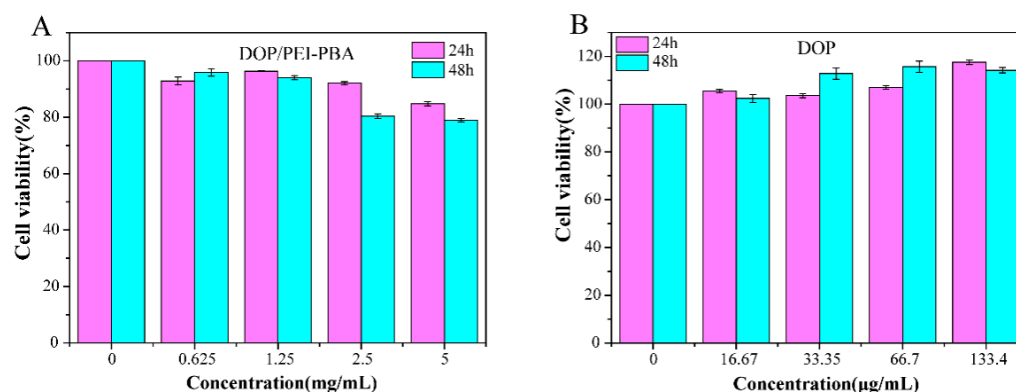 A
DOP/PEI-PBA
24h
48h
Cell viability(%)
100
80
60
40
20
0
0 0.625 1.25 2.5 5
Concentration(mg/mL)
B
DOP
24h
48h
Cell viability(%)
120
100
80
60
40
20
0
0 16.67 33.35 66.7 133.4
Concentration(μg/mL)